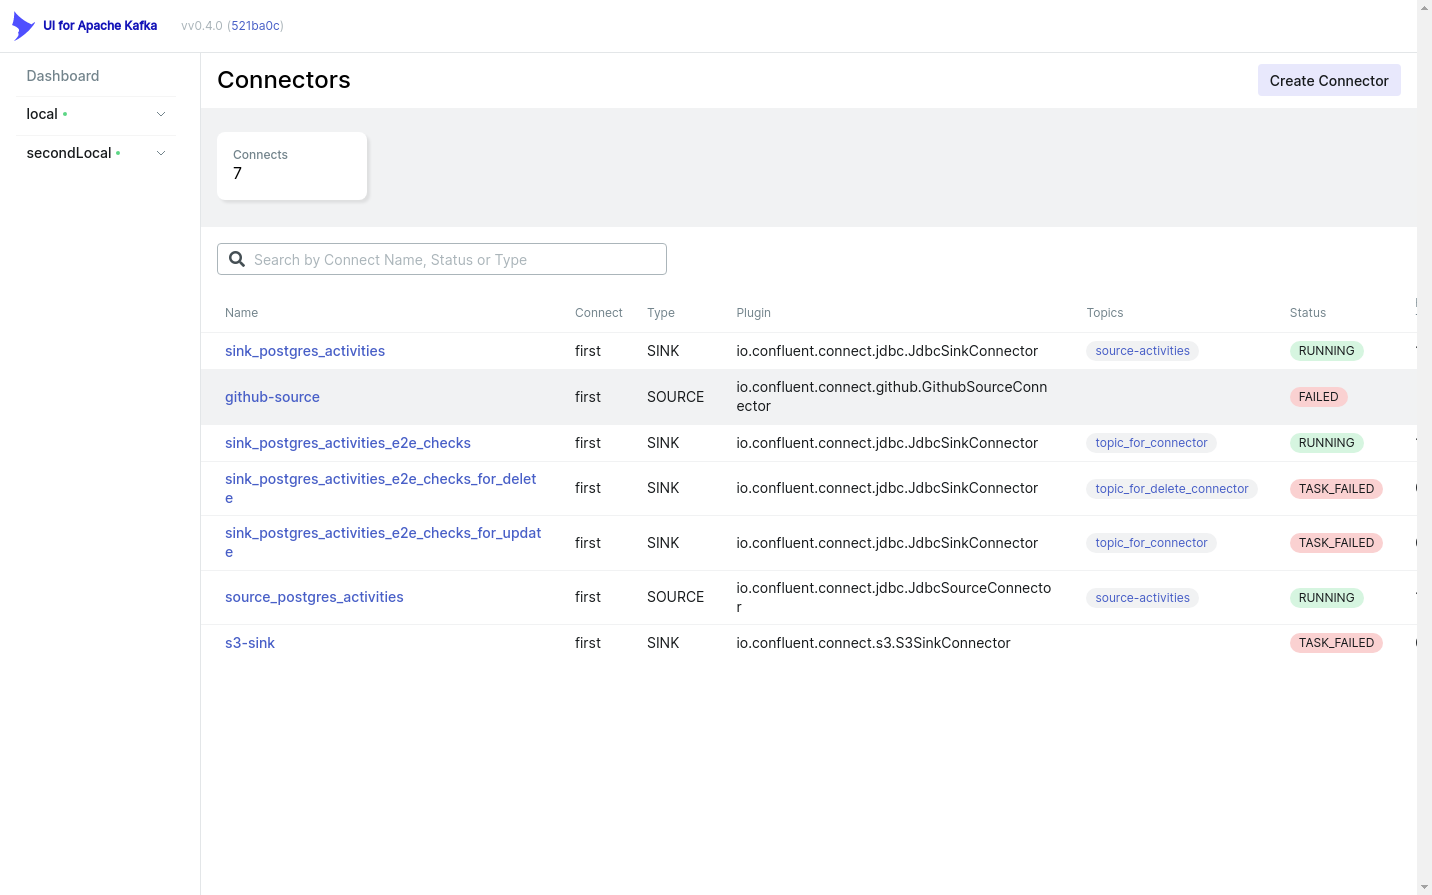 UI for Apache Kafka vv0.4.0 (521ba0c)
Dashboard
local
secondLocal
Connectors
Create Connector
Connects
7
Search by Connect Name, Status or Type
Name Connect Type Plugin Topics Status
sink_postgres_activities first SINK io.confluent.connect.jdbc.JdbcSinkConnector source-activities RUNNING
github-source first SOURCE io.confluent.connect.github.GithubSourceConn
ector FAILED
sink_postgres_activities_e2e_checks first SINK io.confluent.connect.jdbc.JdbcSinkConnector topic_for_connector RUNNING
sink_postgres_activities_e2e_checks_for_delet
e first SINK io.confluent.connect.jdbc.JdbcSinkConnector topic_for_delete_connector TASK_FAILED
sink_postgres_activities_e2e_checks_for_updat
e first SINK io.confluent.connect.jdbc.JdbcSinkConnector topic_for_connector TASK_FAILED
source_postgres_activities first SOURCE io.confluent.connect.jdbc.JdbcSourceConnecto
r source-activities RUNNING
s3-sink first SINK io.confluent.connect.s3.S3SinkConnector TASK_FAILED